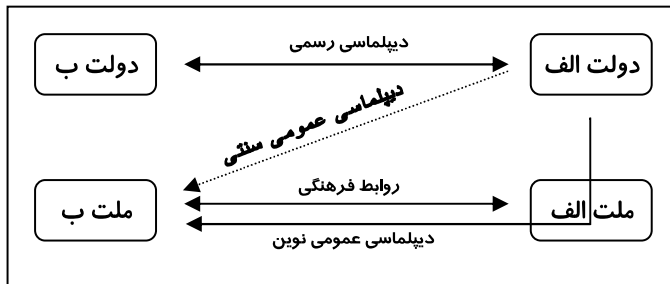 دیپلماسی رسمی
دولت الف
دولت ب
دیپلماسی عمومی سنتی
روابط فرهنگی
ملت الف
ملت ب
دیپلماسی عمومی نوین